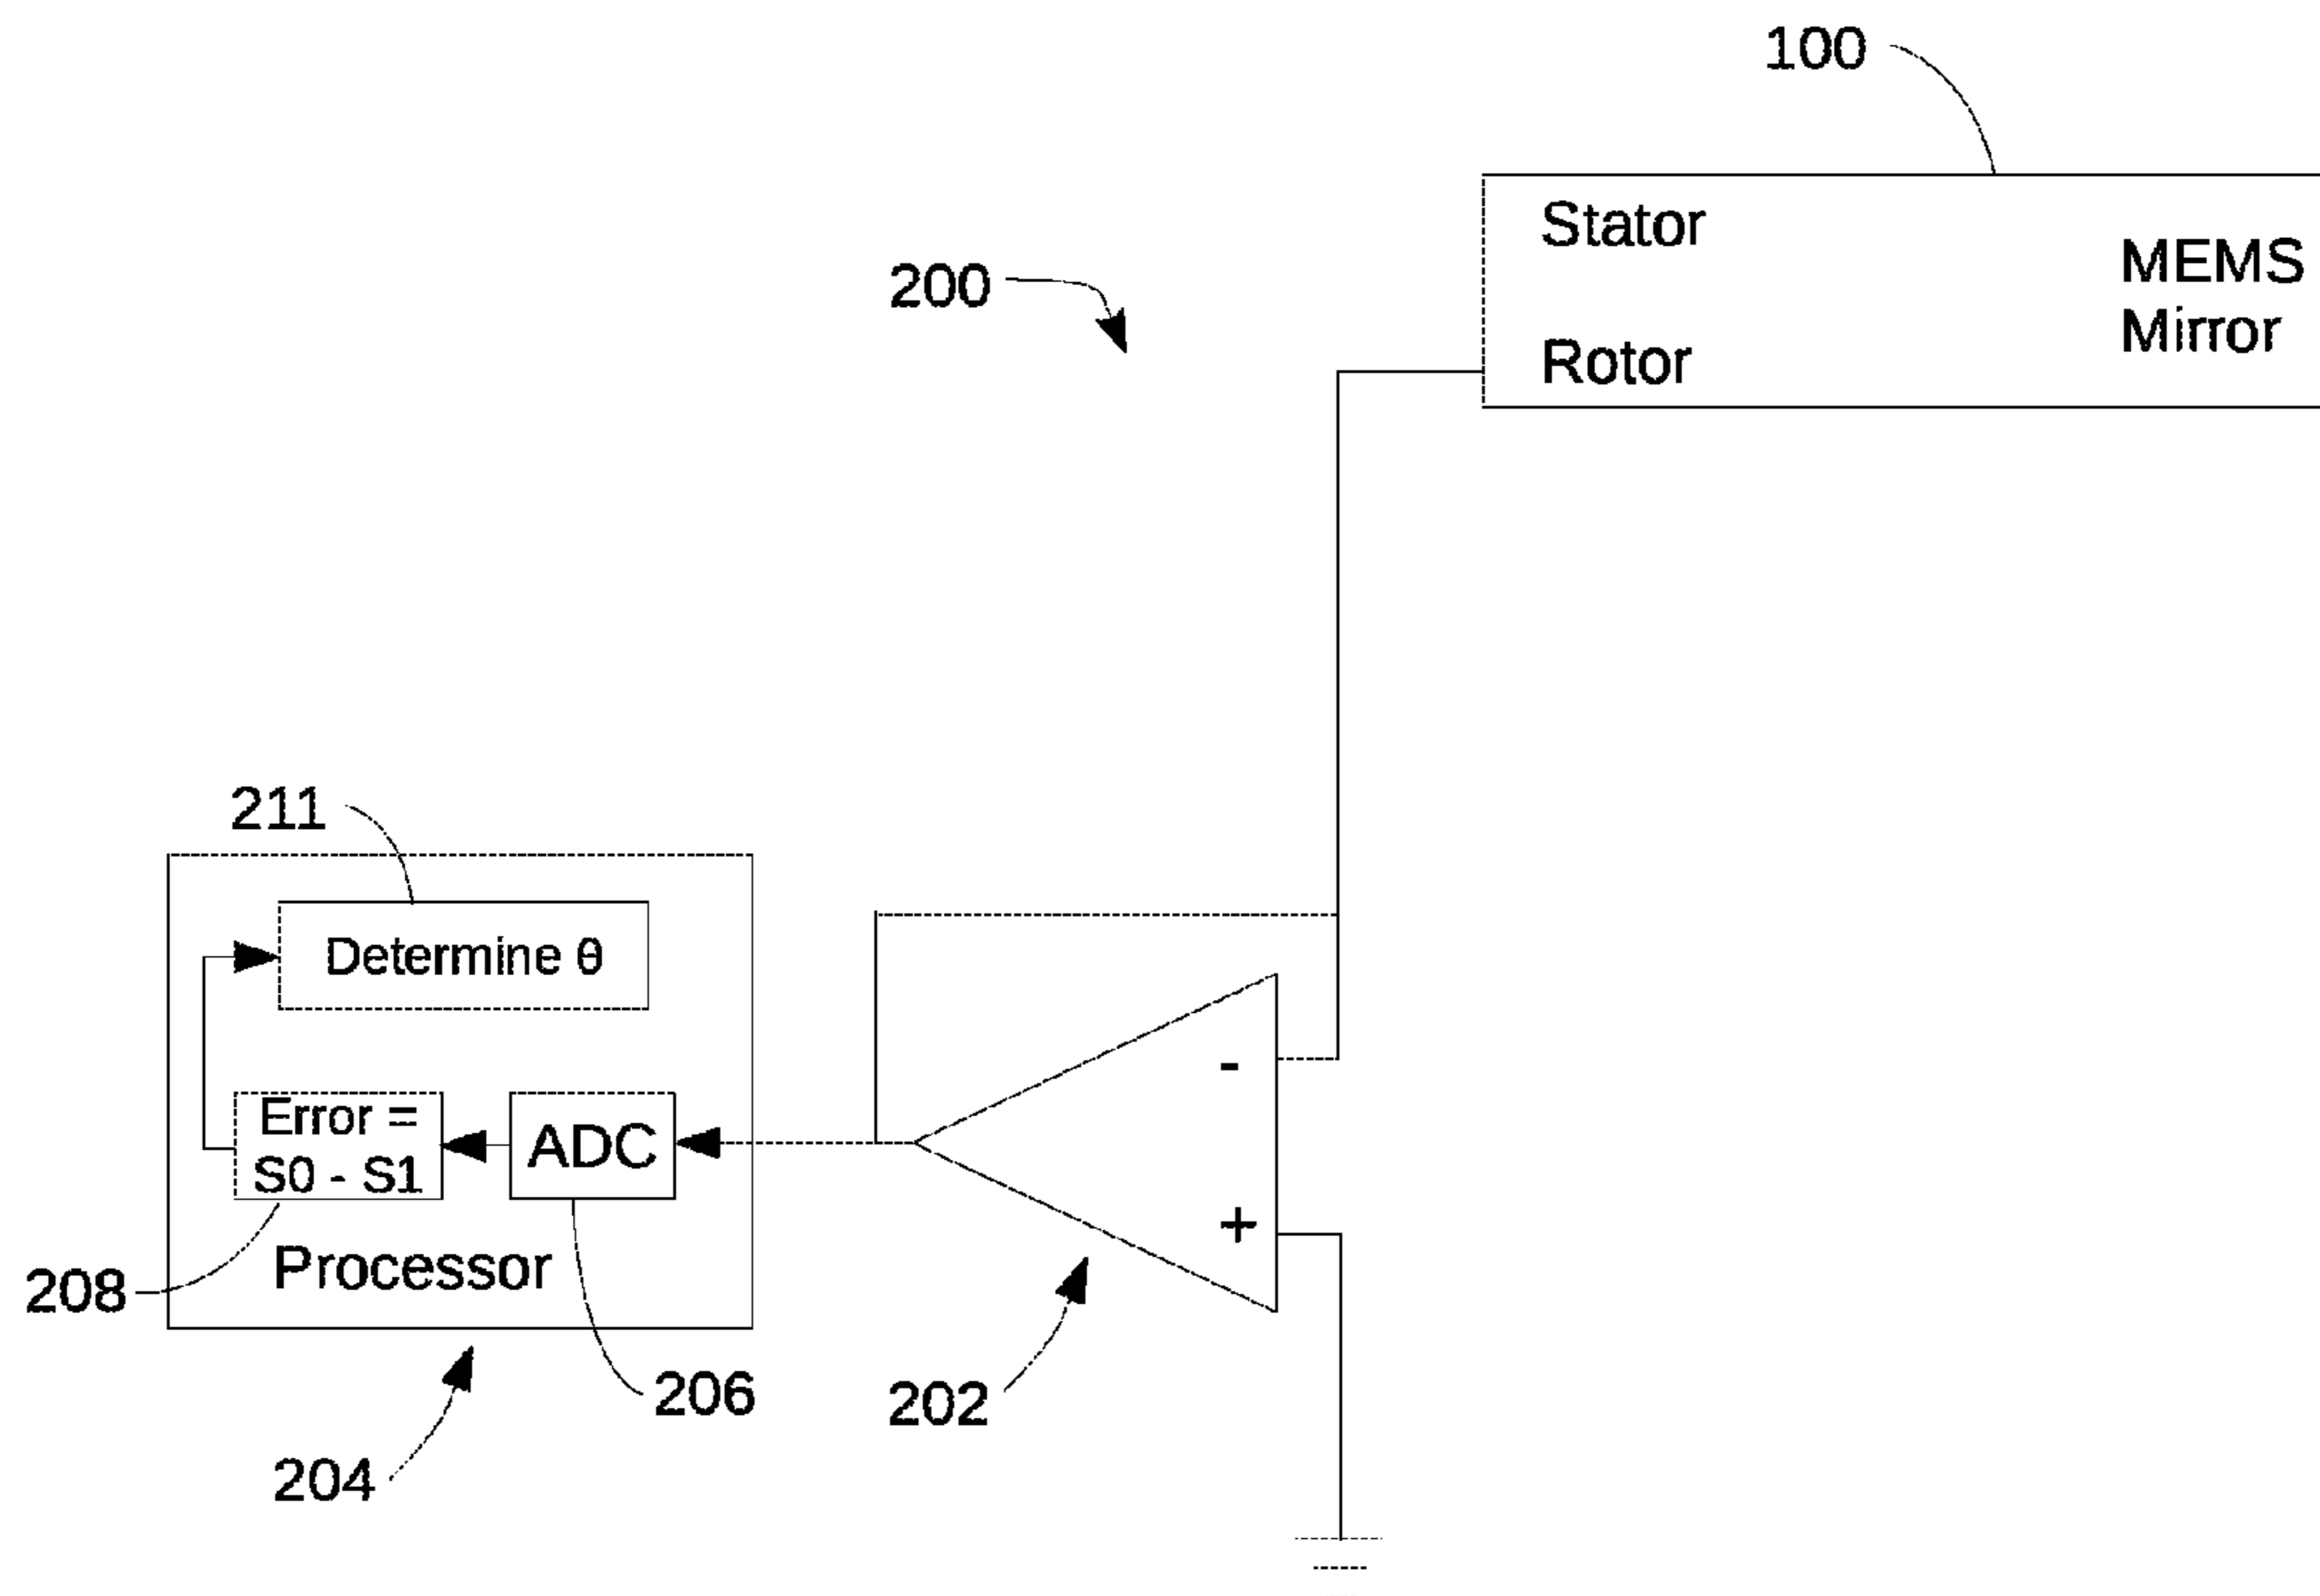 100
Stator
MEMS
Mirror
200
Rotor
211
Determine θ
-
Error =
S0 - S1
ADC
+
Processor
208
206
202
204